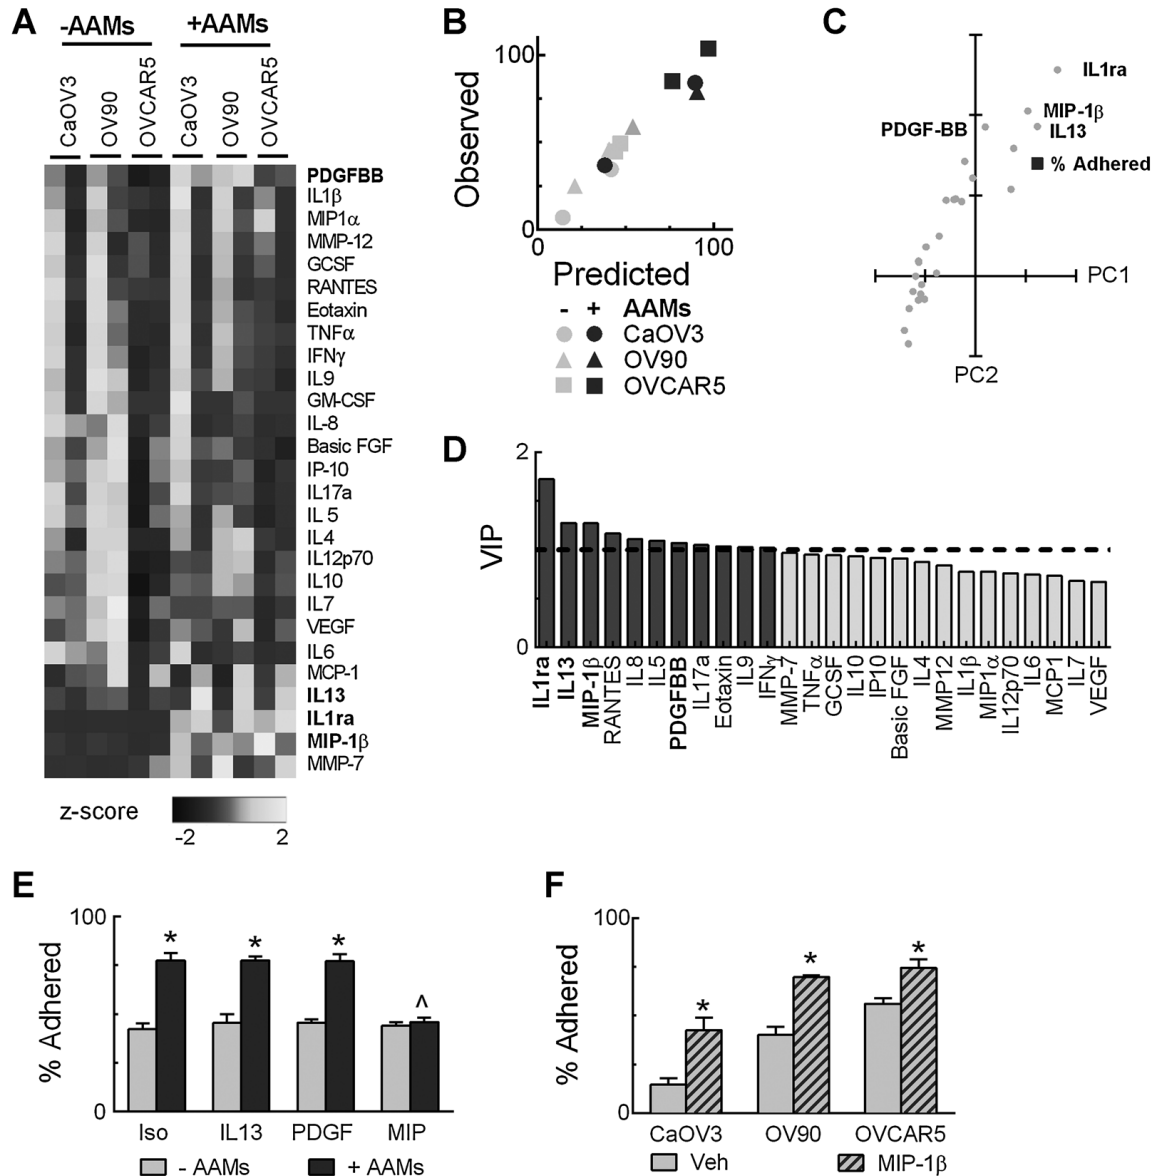 A
-AAMs
+AAMs
CaOV3
OV90
OVCAR5
CaOV3
OV90
OVCAR5
PDGFBB
IL1β
MIP1α
MMP-12
GCSF
RANTES
Eotaxin
TNFα
IFNγ
IL9
GM-CSF
IL-8
Basic FGF
IP-10
IL17a
IL 5
IL4
IL12p70
IL10
IL7
VEGF
IL6
MCP-1
IL13
IL1ra
MIP-1β
MMP-7
z-score
-2
2
B
Observed
100
0
0
100
Predicted
- + AAMs
CaOV3
OV90
OVCAR5
C
IL1ra
MIP-1β
PDGF-BB
IL13
% Adhered
PC1
PC2
D
VIP
2
0
IL1ra
IL13
MIP-1β
RANTES
IL8
IL5
PDGFBB
IL17a
Eotaxin
IL9
IFNγ
MMP-7
TNFα
GCSF
IL10
IP10
Basic FGF
IL4
MMP12
IL1β
MIP1α
IL12p70
IL6
MCP1
IL7
VEGF
E
% Adhered
100
0
*
*
*
^
Iso
IL13
PDGF
MIP
- AAMs
+ AAMs
F
% Adhered
100
0
*
*
*
CaOV3
OV90
OVCAR5
Veh
MIP-1β